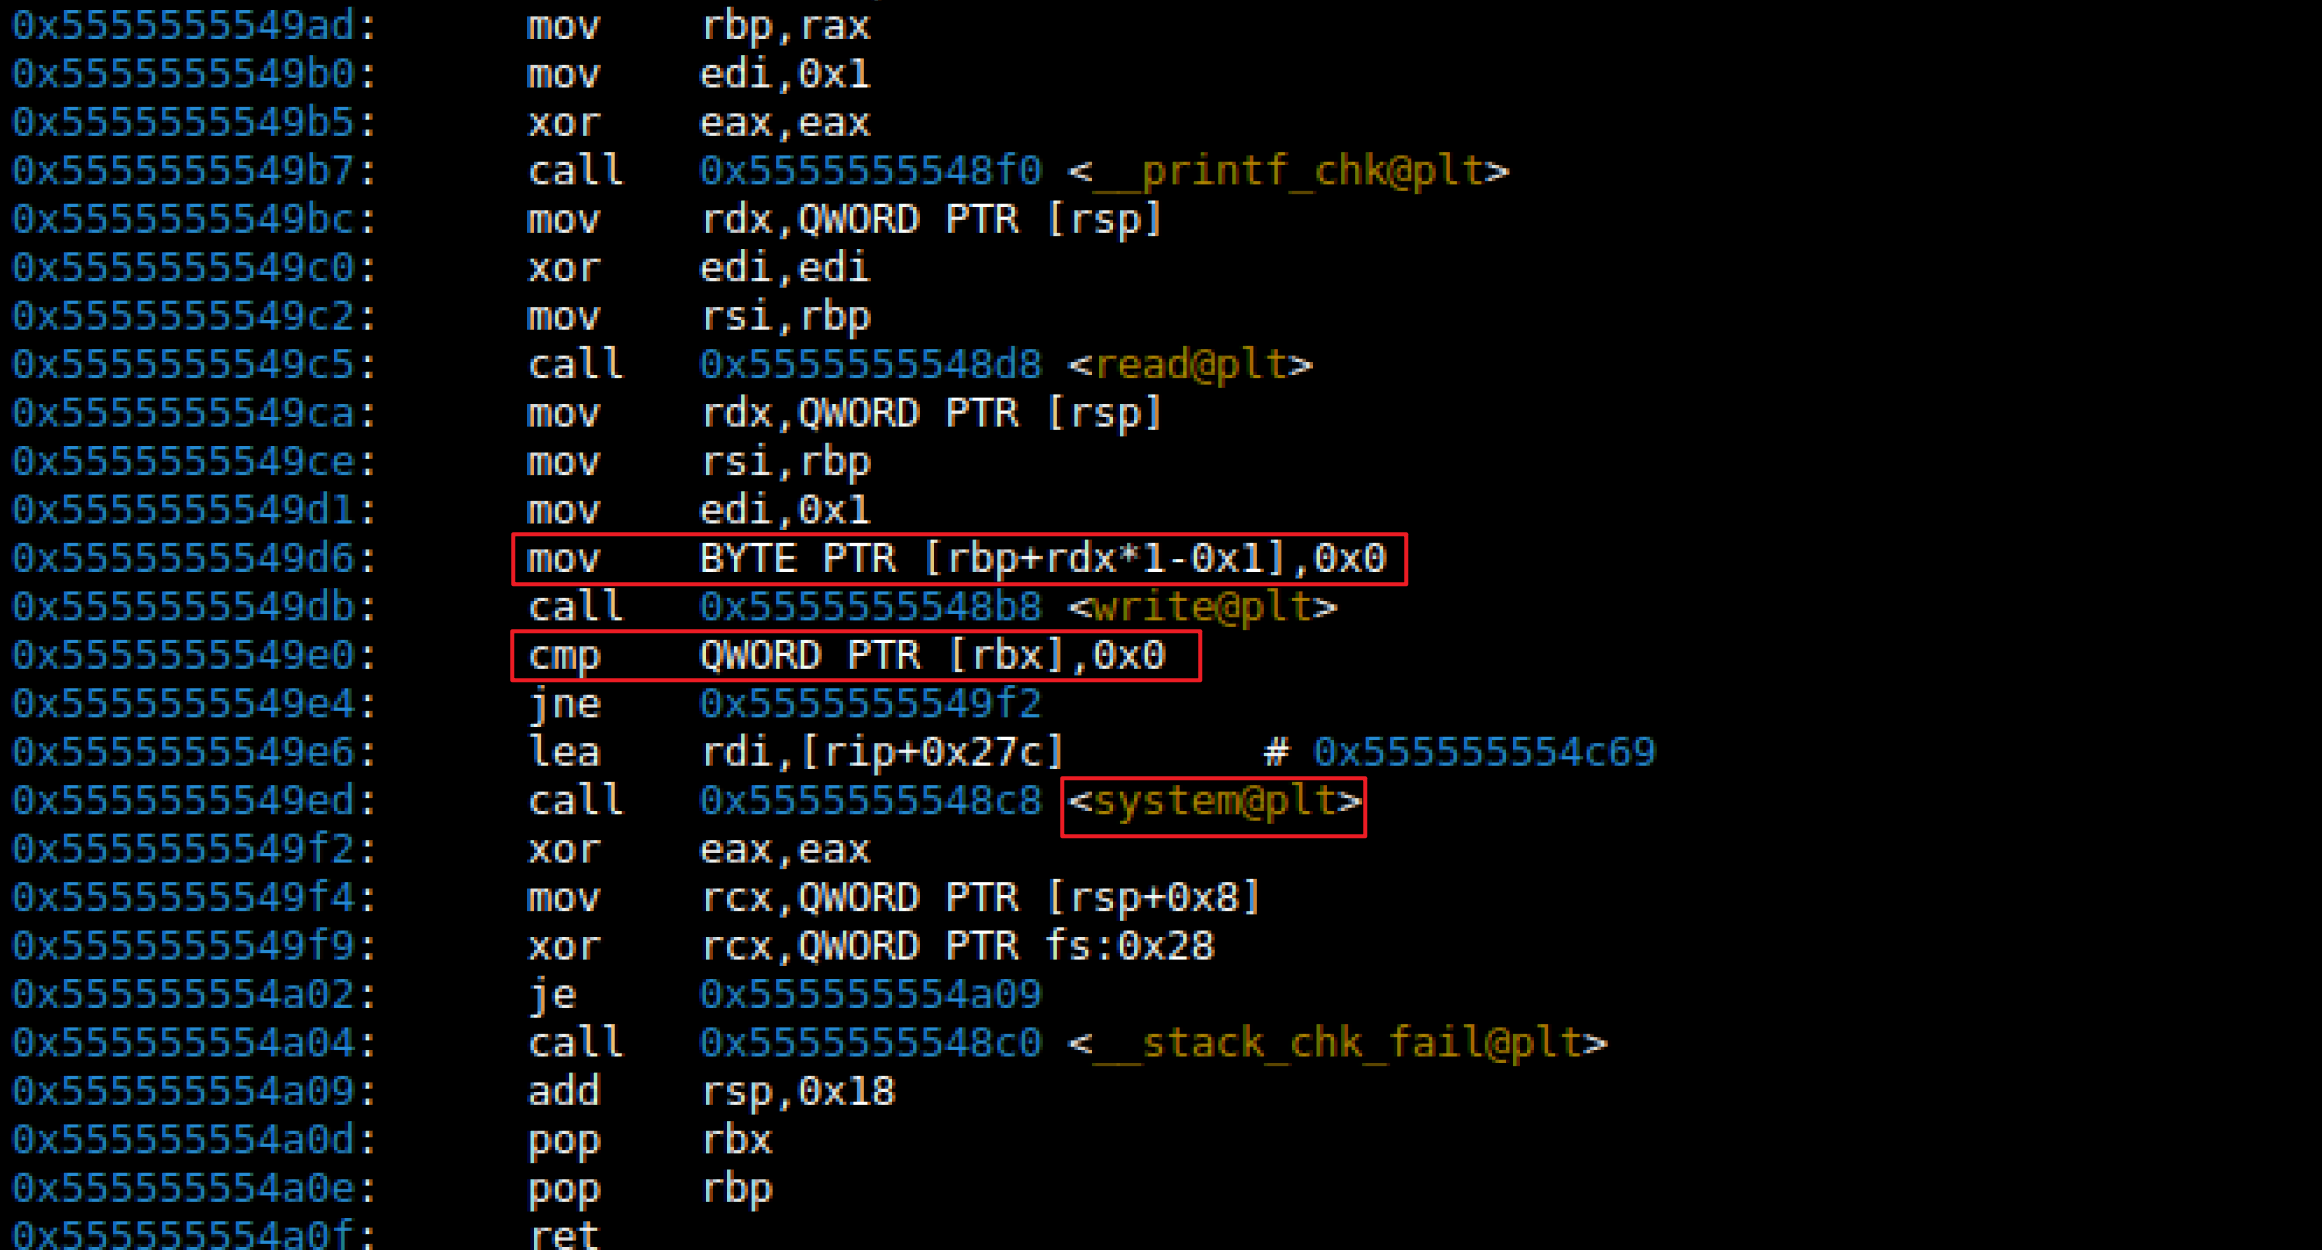 0x5555555549ad: mov rbp,rax
0x5555555549b0: mov edi,0x1
0x5555555549b5: xor eax,eax
0x5555555549b7: call 0x5555555548f0 <__printf_chk@plt>
0x5555555549bc: mov rdx,QWORD PTR [rsp]
0x5555555549c0: xor edi,edi
0x5555555549c2: mov rsi,rbp
0x5555555549c5: call 0x5555555548d8 <read@plt>
0x5555555549ca: mov rdx,QWORD PTR [rsp]
0x5555555549ce: mov rsi,rbp
0x5555555549d1: mov edi,0x1
0x5555555549d6: mov BYTE PTR [rbp+rdx*1-0x1],0x0
0x5555555549db: call 0x5555555548b8 <write@plt>
0x5555555549e0: cmp QWORD PTR [rbx],0x0
0x5555555549e4: jne 0x5555555549f2
0x5555555549e6: lea rdi,[rip+0x27c] # 0x555555554c69
0x5555555549ed: call 0x5555555548c8 <system@plt>
0x5555555549f2: xor eax,eax
0x5555555549f4: mov rcx,QWORD PTR [rsp+0x8]
0x5555555549f9: xor rcx,QWORD PTR fs:0x28
0x555555554a02: je 0x555555554a09
0x555555554a04: call 0x5555555548c0 <__stack_chk_fail@plt>
0x555555554a09: add rsp,0x18
0x555555554a0d: pop rbx
0x555555554a0e: pop rbp
0x555555554a0f: ret